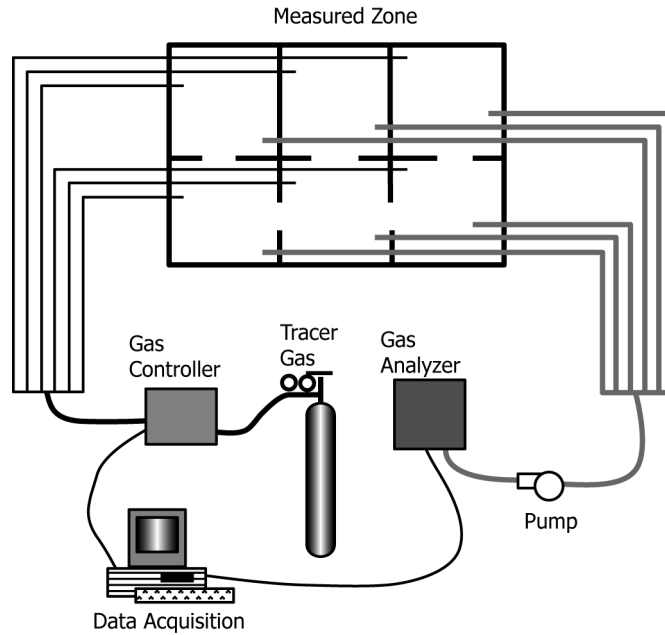 Measured Zone
Gas
Controller
Tracer
Gas
Gas
Analyzer
Pump
Data Acquisition